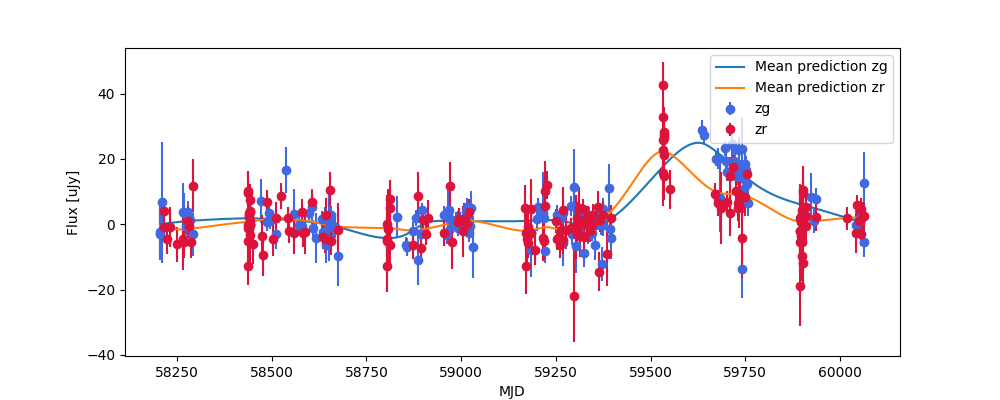 Mean prediction zg
Mean prediction zr
zg
zr
Flux [uJy]
40
20
0
−20
−40
58250
58500
58750
59000
59250
59500
59750
60000
MJD